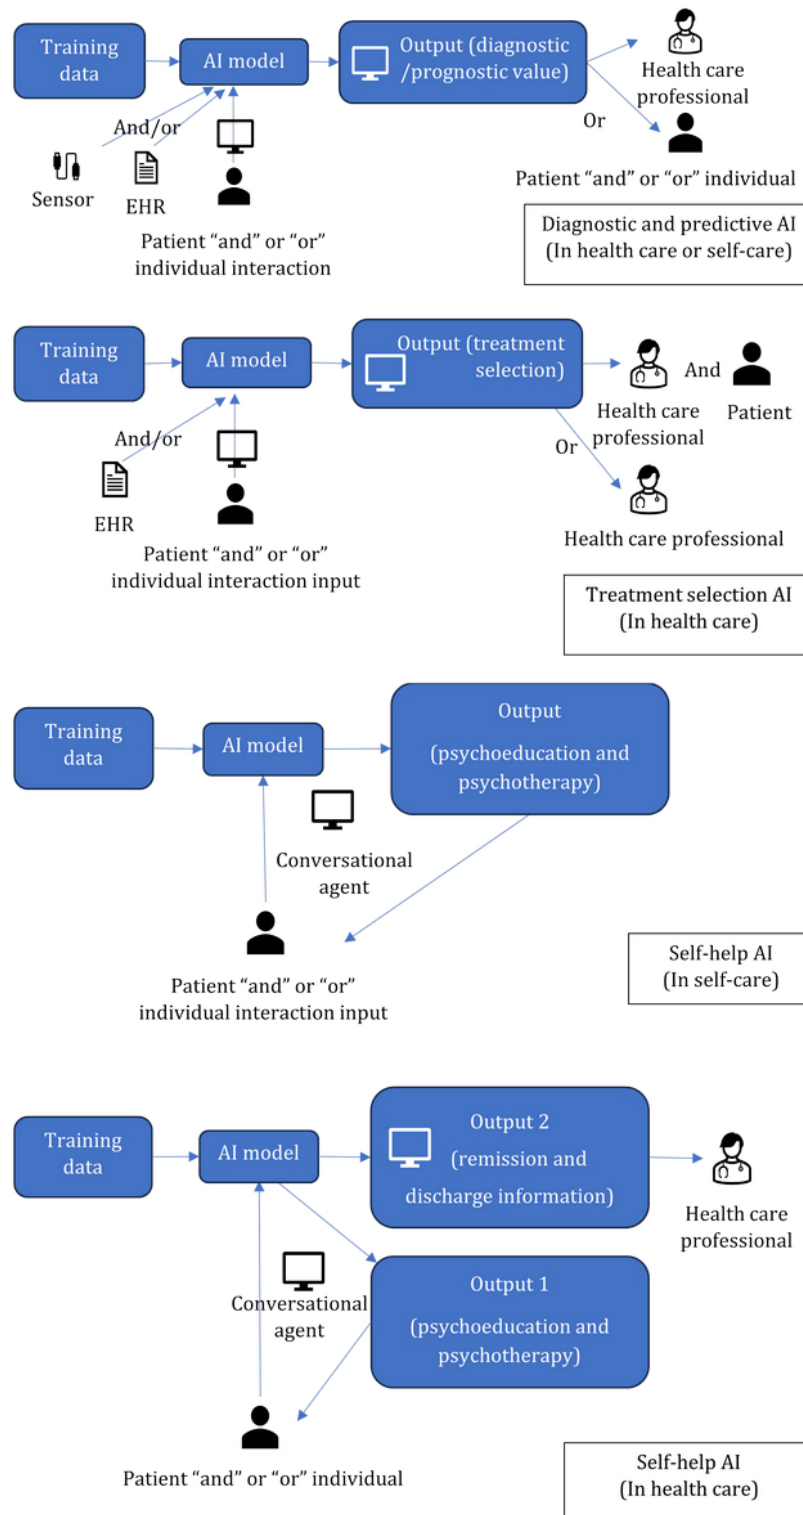 Training
data
AI model
Output (diagnostic
/prognostic value)
Health care
professional
And/or
Or
Sensor
EHR
Patient “and” or “or” individual
Patient “and” or “or”
individual interaction
Diagnostic and predictive AI
(In health care or self-care)
Training
data
AI model
Output (treatment
selection)
And
Health care
professional
Patient
And/or
Or
EHR
Health care professional
Patient “and” or “or”
individual interaction input
Treatment selection AI
(In health care)
Training
data
AI model
Output
(psychoeducation and
psychotherapy)
Conversational
agent
Patient “and” or “or”
individual interaction input
Self-help AI
(In self-care)
Training
data
AI model
Output 2
(remission and
discharge information)
Health care
professional
Conversational
agent
Output 1
(psychoeducation and
psychotherapy)
Patient “and” or “or” individual
Self-help AI
(In health care)